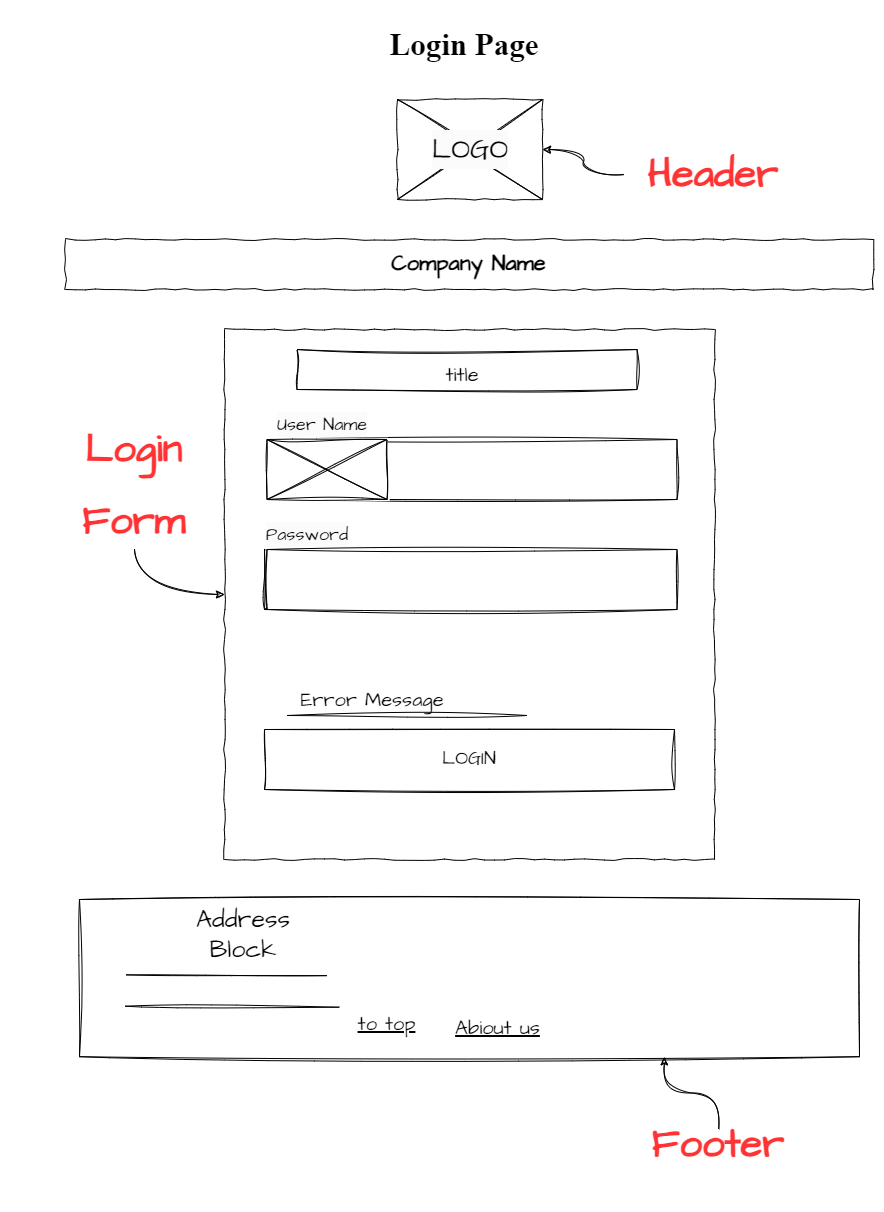 Login Page
LOGO
Header
Company Name
title
User Name
Login
Form
Password
Error Message
LOGIN
Address
Block
to top
Abiout us
Footer